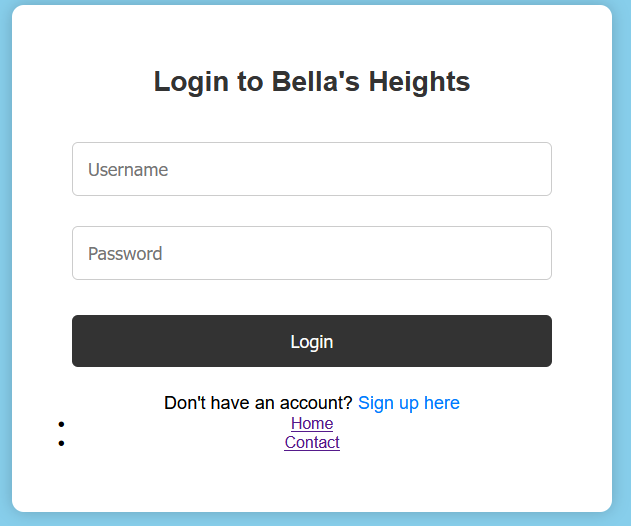 Login to Bella's Heights
Username
Password
Login
Don't have an account? Sign up here
• Home
• Contact